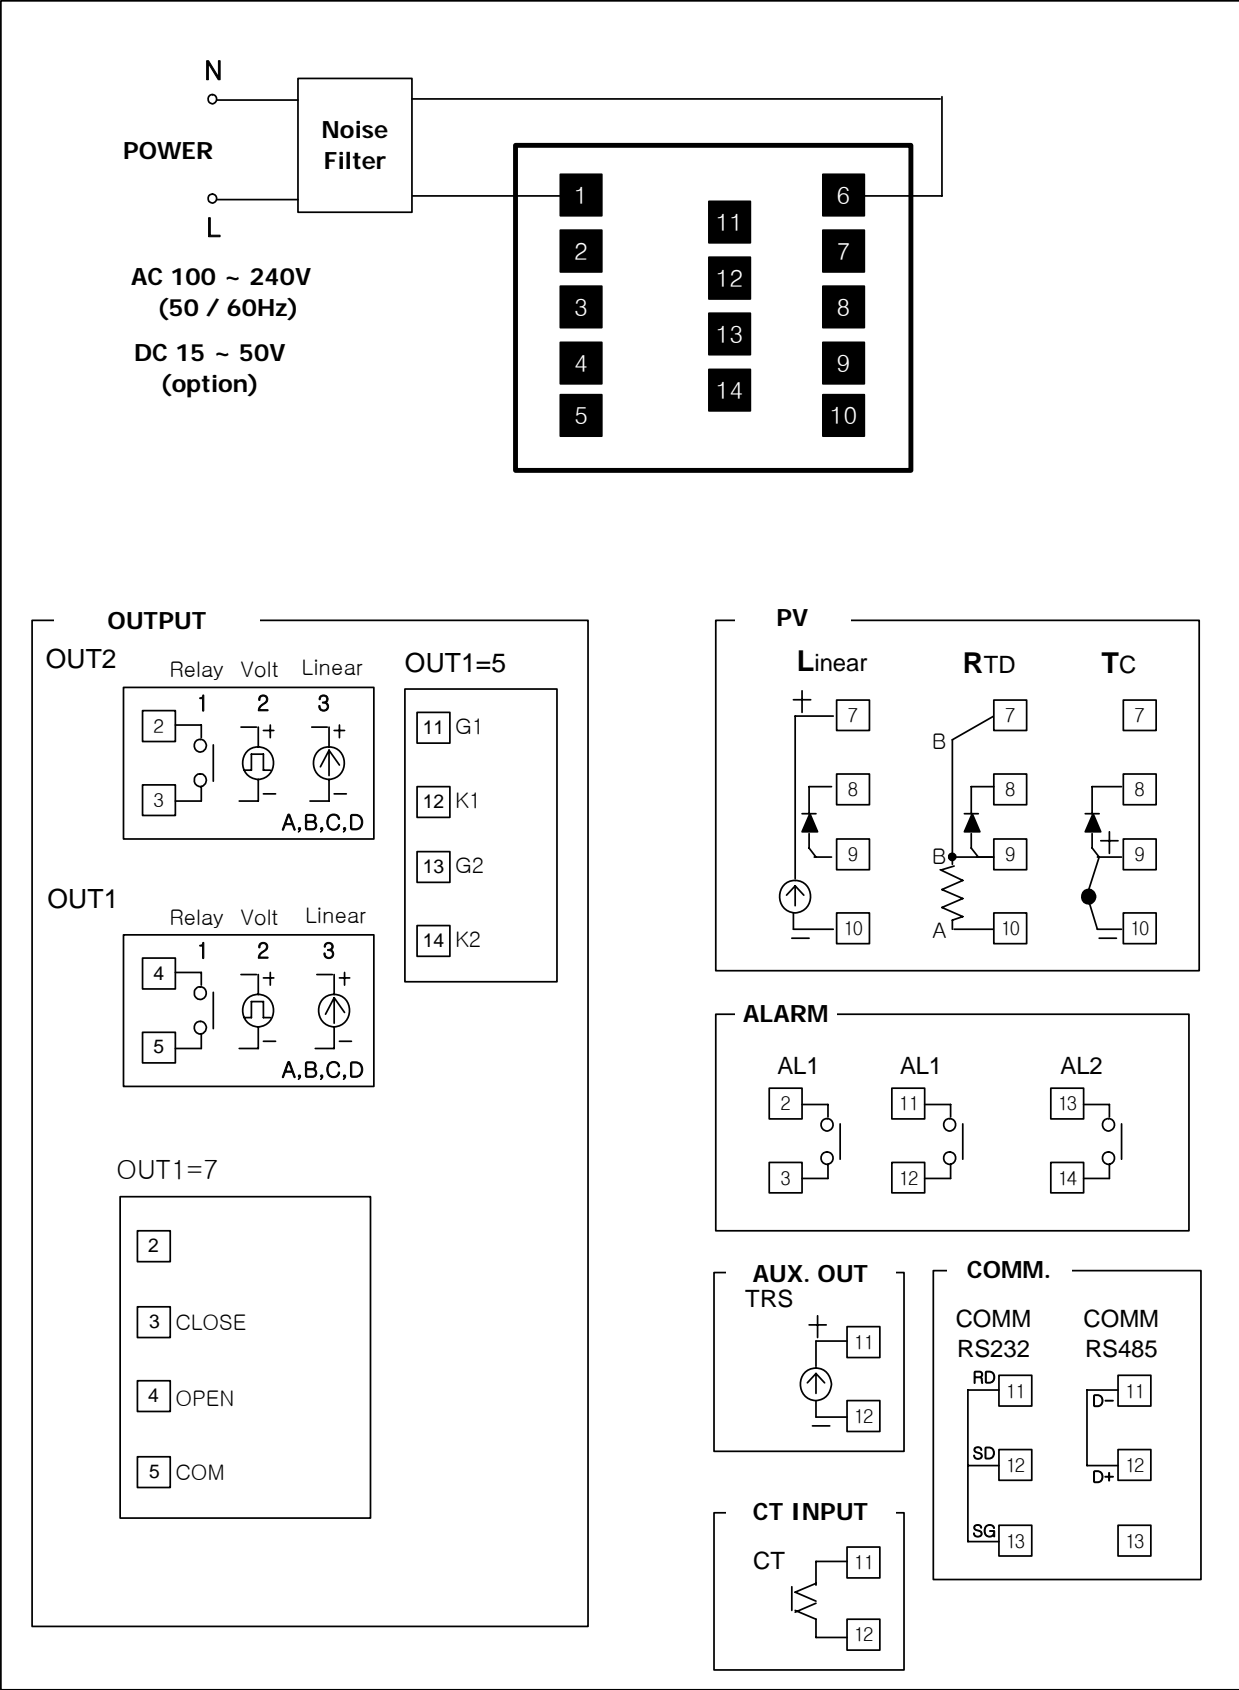 N
POWER
L
Noise
Filter
AC 100 ~ 240V
(50 / 60Hz)
DC 15 ~ 50V
(option)
1
2
3
4
5
11
12
13
14
6
7
8
9
10
OUTPUT
OUT2
Relay Volt Linear
1 2 3
2
3
+
−
+
−
A,B,C,D
OUT1
Relay Volt Linear
1 2 3
4
5
+
−
+
−
A,B,C,D
OUT1=5
11 G1
12 K1
13 G2
14 K2
OUT1=7
2
3 CLOSE
4 OPEN
5 COM
PV
Linear
+
7
8
9
10
−
RTD
7
B
8
B
9
A
10
TC
7
8
+
9
10
−
ALARM
AL1
2
3
AL1
11
12
AL2
13
14
AUX. OUT
TRS
+
11
12
−
COMM.
COMM
RS232
RD 11
SD 12
SG 13
COMM
RS485
D− 11
D+ 12
13
CT INPUT
CT
11
12